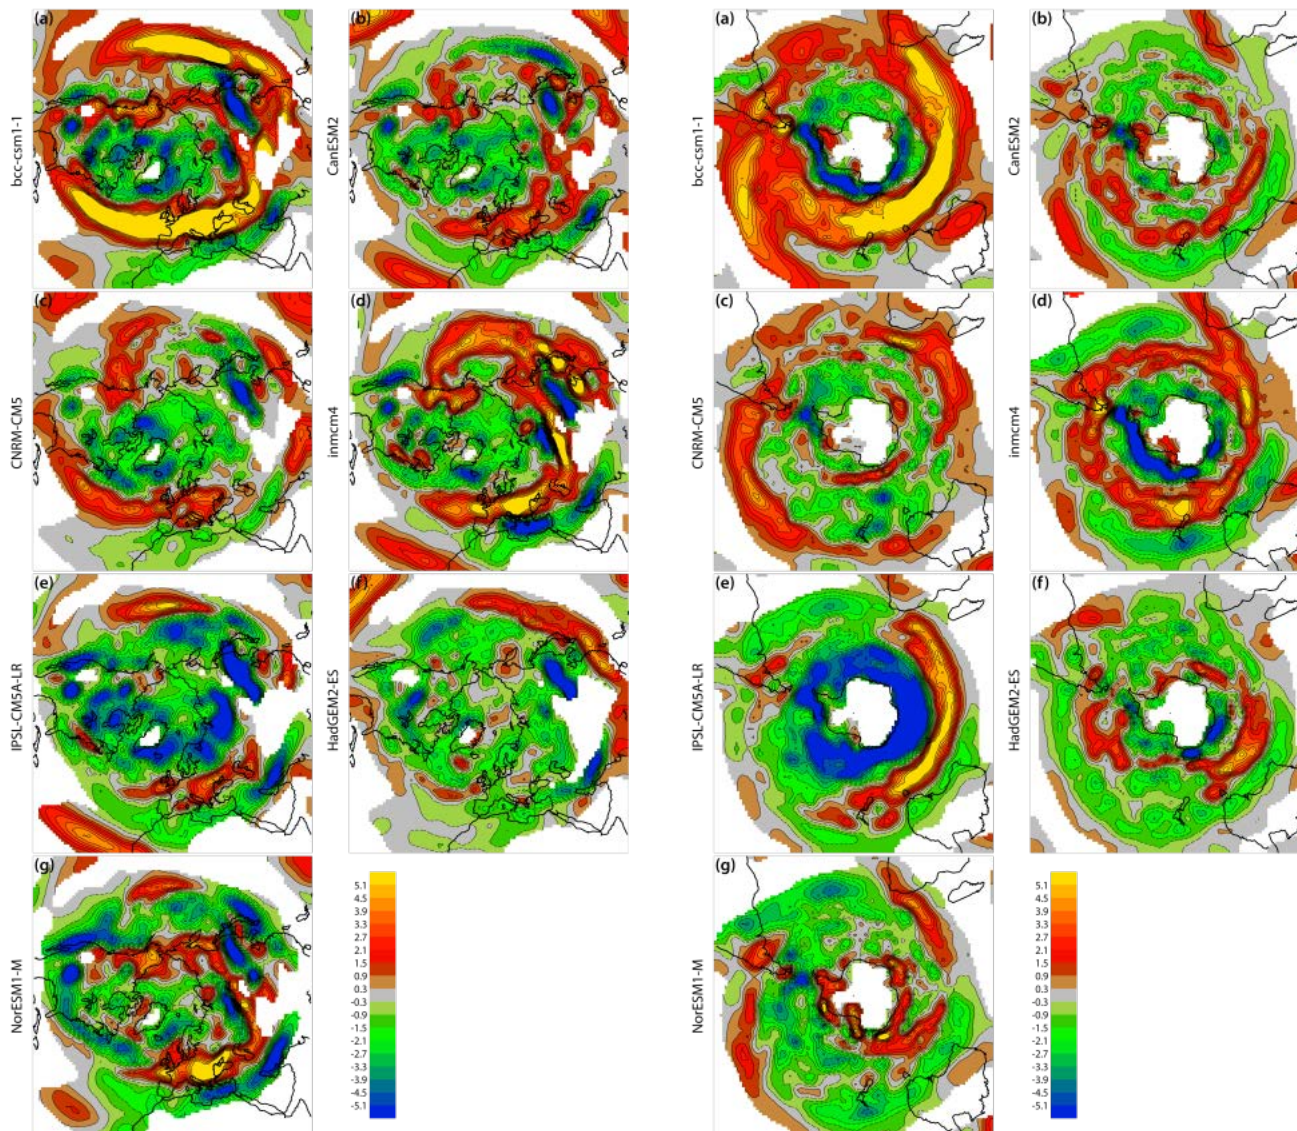 (a)
bcc-csm1-1
(b)
CanESM2
(c)
CNRM-CM5
(d)
inmcm4
(e)
IPSL-CM5A-LR
(f)
HadGEM2-ES
(g)
NorESM1-M
5.1
4.5
3.9
3.3
2.7
2.1
1.5
0.9
0.3
-0.3
-0.9
-1.5
-2.1
-2.7
-3.3
-3.9
-4.5
-5.1
(a)
bcc-csm1-1
(b)
CanESM2
(c)
CNRM-CM5
(d)
inmcm4
(e)
IPSL-CM5A-LR
(f)
HadGEM2-ES
(g)
NorESM1-M
5.1
4.5
3.9
3.3
2.7
2.1
1.5
0.9
0.3
-0.3
-0.9
-1.5
-2.1
-2.7
-3.3
-3.9
-4.5
-5.1